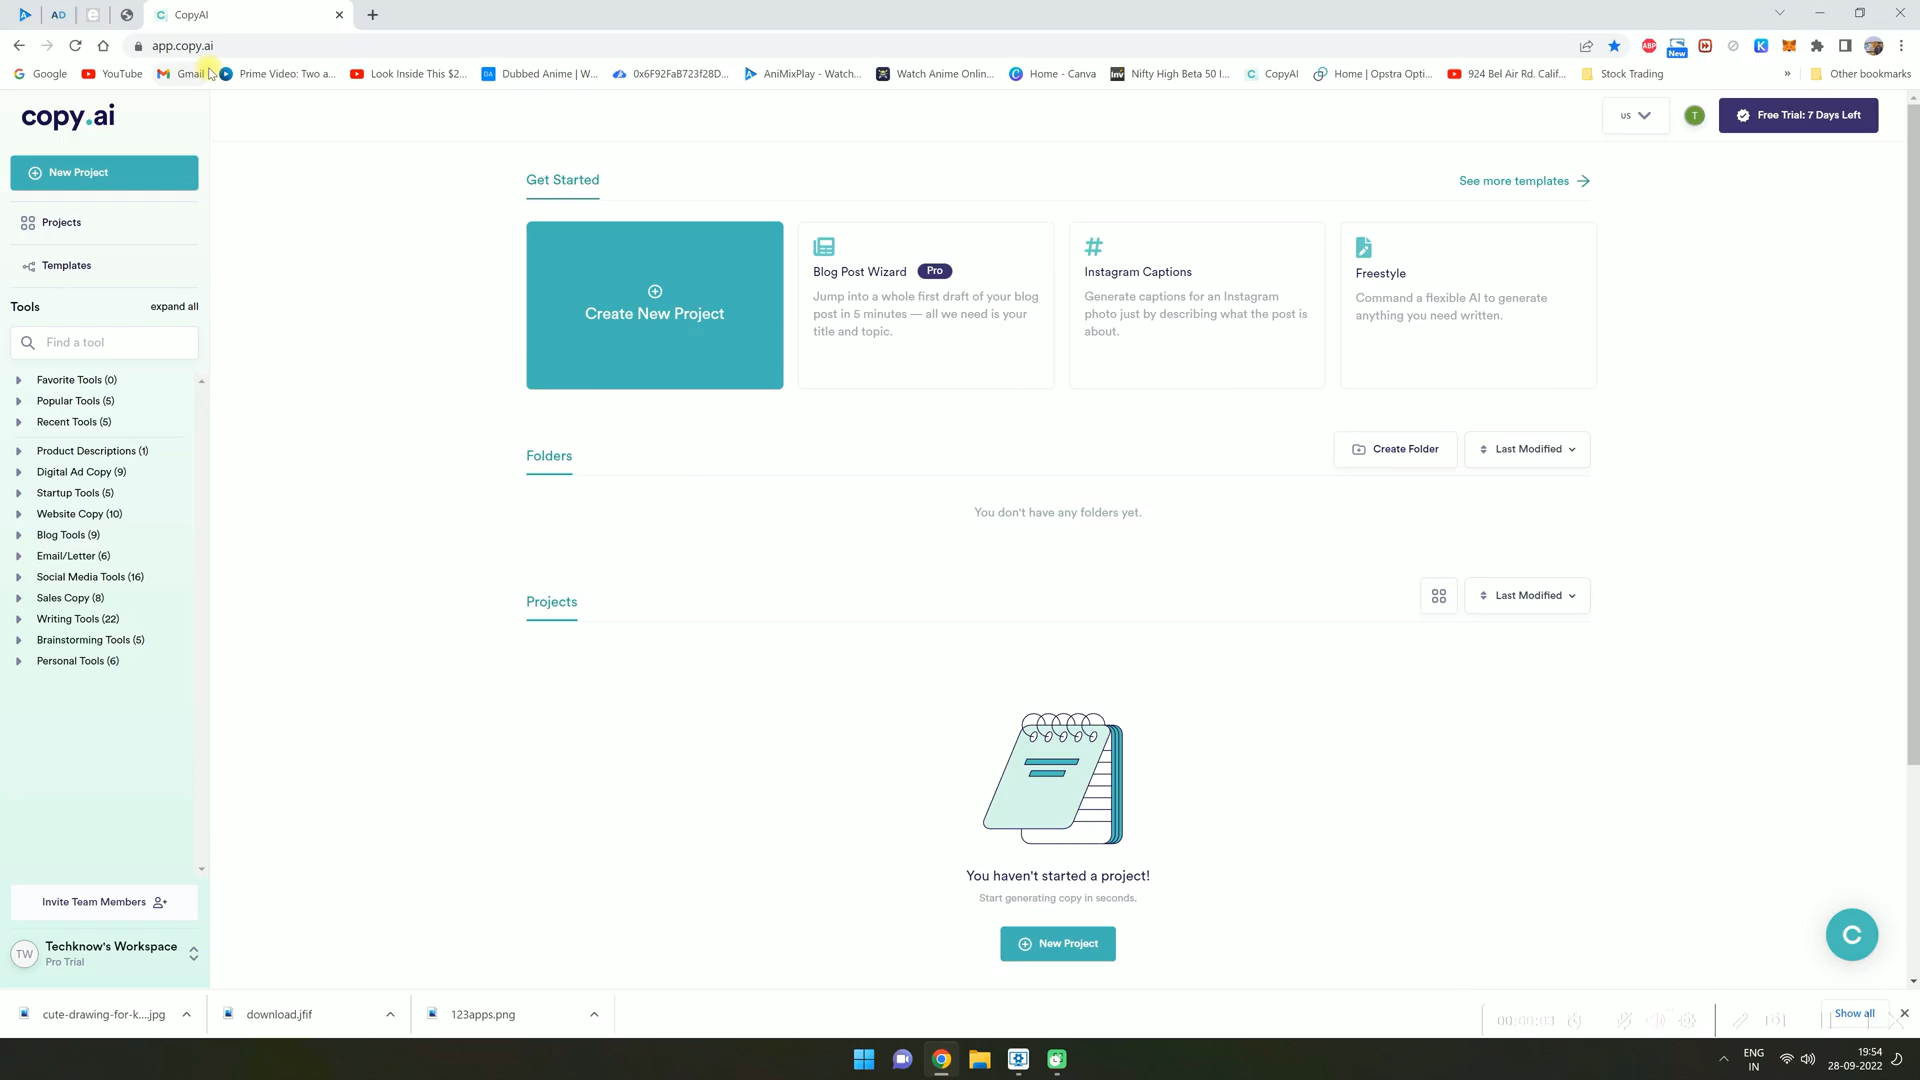 AD
CopyAI
app.copy.ai
ABP
New
K
Google
YouTube
Gmail
Prime Video: Two a...
Look Inside This $2...
DA
Dubbed Anime | W...
0x6F92FaB723f28D...
AniMixPlay - Watch...
Watch Anime Onlin...
Home - Canva
Inv
Nifty High Beta 50 I...
CopyAI
Home | Opstra Opti...
924 Bel Air Rd. Calif...
Stock Trading
»
Other bookmarks
copy.ai
US
T
Free Trial: 7 Days Left
New Project
Projects
Templates
Tools
expand all
Find a tool
Favorite Tools (0)
Popular Tools (5)
Recent Tools (5)
Product Descriptions (1)
Digital Ad Copy (9)
Startup Tools (5)
Website Copy (10)
Blog Tools (9)
Email/Letter (6)
Social Media Tools (16)
Sales Copy (8)
Writing Tools (22)
Brainstorming Tools (5)
Personal Tools (6)
Invite Team Members
TW
Techknow's Workspace
Pro Trial
Get Started
See more templates
Create New Project
Blog Post Wizard Pro
Jump into a whole first draft of your blog
post in 5 minutes — all we need is your
title and topic.
#
Instagram Captions
Generate captions for an Instagram
photo just by describing what the post is
about.
Freestyle
Command a flexible AI to generate
anything you need written.
Folders
Create Folder
Last Modified
You don't have any folders yet.
Projects
Last Modified
You haven't started a project!
Start generating copy in seconds.
New Project
C
cute-drawing-for-k....jpg
download.jfif
123apps.png
00:00:03
Show all
ENG
IN
19:54
28-09-2022